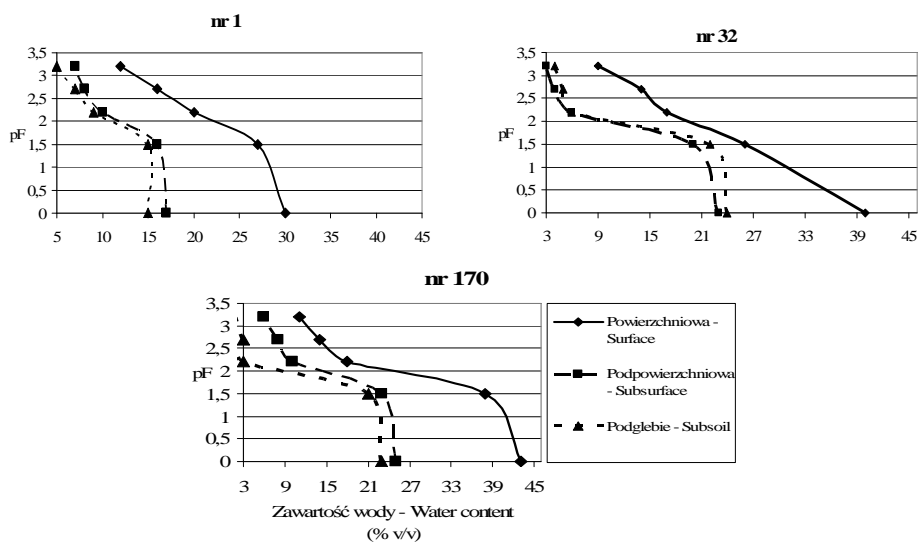 nr 1
3,5
3
2,5
2
1,5
1
0,5
0
pF
5 10 15 20 25 30 35 40 45
nr 32
3,5
3
2,5
2
1,5
1
0,5
0
pF
3 9 15 21 27 33 39 45
nr 170
3,5
3
2,5
2
1,5
1
0,5
0
pF
3 9 15 21 27 33 39 45
Zawartość wody - Water content
(% v/v)
Powierzchniowa -
Surface
Podpowierzchniowa
- Subsurface
Podglebie - Subsoil